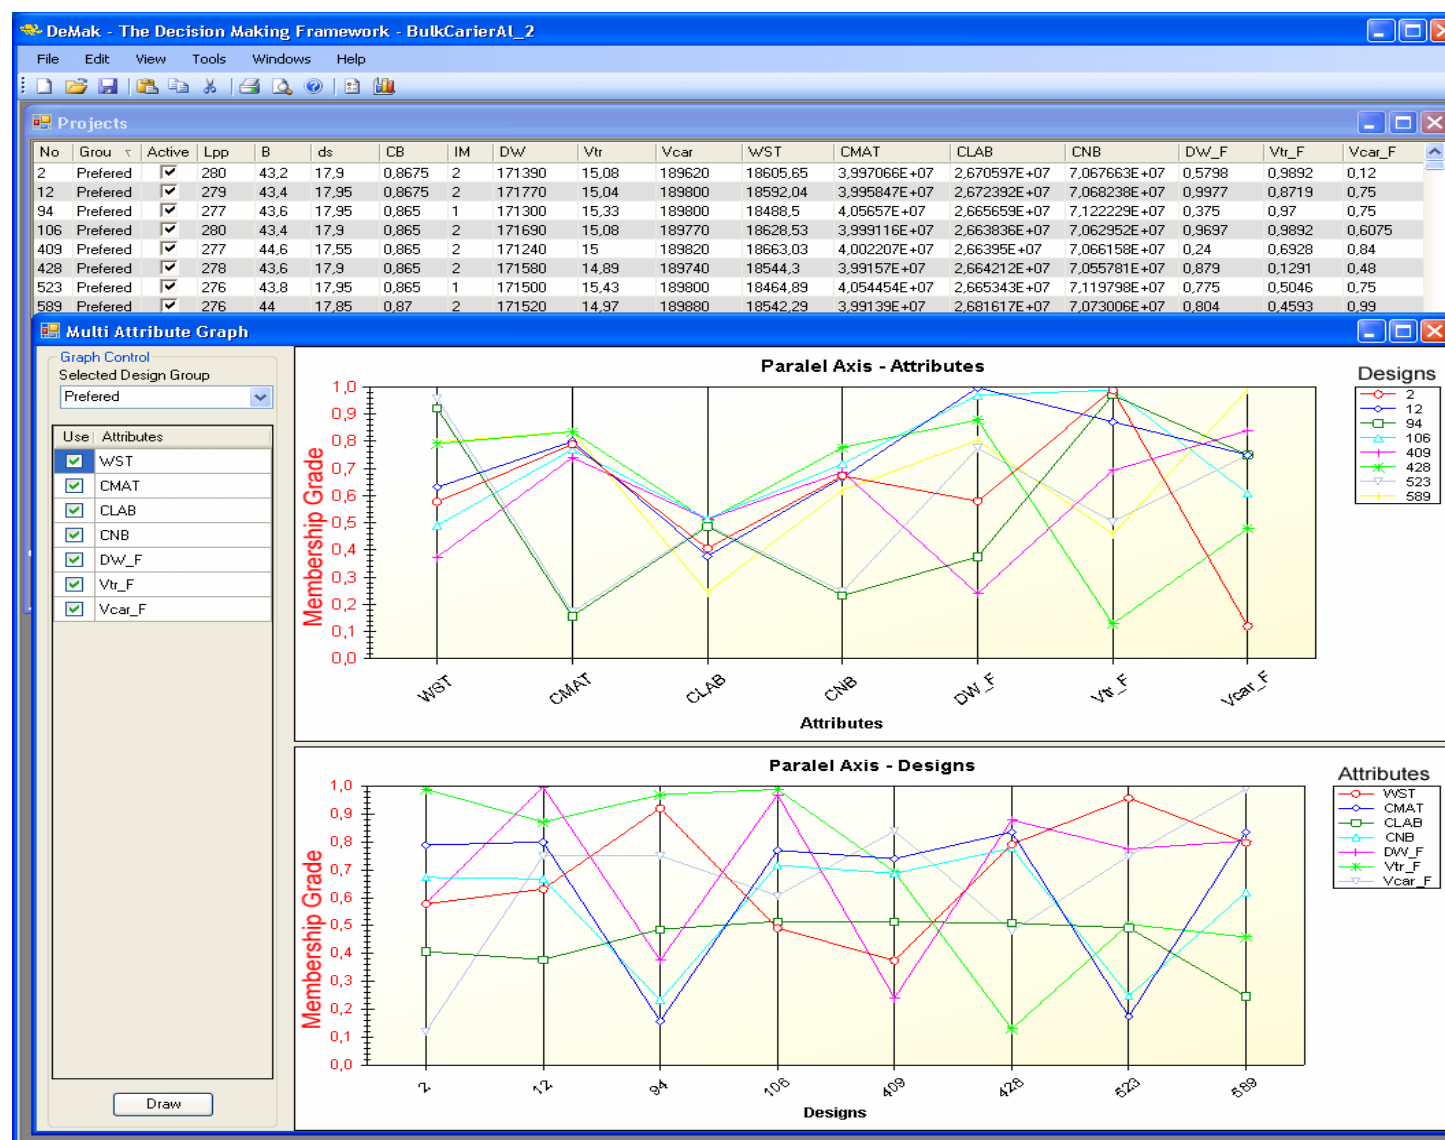 DeMak - The Decision Making Framework - BulkCarierAl_2
File Edit View Tools Windows Help
Projects
No Grou Active Lpp B ds CB IM DW Vtr Vcar WST CMAT CLAB CNB DW_F Vtr_F Vcar_F
2 Prefered 280 43,2 17,9 0,8675 2 171390 15,08 189620 18605,65 3,997066E+07 2,670597E+07 7,067663E+07 0,5798 0,9892 0,12
12 Prefered 279 43,4 17,95 0,8675 2 171770 15,04 189800 18592,04 3,995847E+07 2,672392E+07 7,068238E+07 0,9977 0,8719 0,75
94 Prefered 277 43,6 17,95 0,865 1 171300 15,33 189800 18488,5 4,05657E+07 2,665659E+07 7,122229E+07 0,375 0,97 0,75
106 Prefered 280 43,4 17,9 0,865 2 171690 15,08 189770 18628,53 3,999116E+07 2,663836E+07 7,062952E+07 0,9697 0,9892 0,6075
409 Prefered 277 44,6 17,55 0,865 2 171240 15 189820 18663,03 4,002207E+07 2,66395E+07 7,066158E+07 0,24 0,6928 0,84
428 Prefered 278 43,6 17,9 0,865 2 171580 14,89 189740 18544,3 3,99157E+07 2,664212E+07 7,055781E+07 0,879 0,1291 0,48
523 Prefered 276 43,8 17,95 0,865 1 171500 15,43 189800 18464,89 4,054454E+07 2,665343E+07 7,119798E+07 0,775 0,5046 0,75
589 Prefered 276 44 17,85 0,87 2 171520 14,97 189880 18542,29 3,99139E+07 2,681617E+07 7,073006E+07 0,804 0,4593 0,99
Multi Attribute Graph
Graph Control
Selected Design Group
Prefered
Use Attributes
WST
CMAT
CLAB
CNB
DW_F
Vtr_F
Vcar_F
Draw
Paralel Axis - Attributes
Membership Grade
1,0
0,9
0,8
0,7
0,6
0,5
0,4
0,3
0,2
0,1
0,0
WST CMAT CLAB CNB DW_F Vtr_F Vcar_F
Attributes
Designs
2
12
94
106
409
428
523
589
Paralel Axis - Designs
Membership Grade
1,0
0,9
0,8
0,7
0,6
0,5
0,4
0,3
0,2
0,1
0,0
2 12 94 106 409 428 523 589
Designs
Attributes
WST
CMAT
CLAB
CNB
DW_F
Vtr_F
Vcar_F